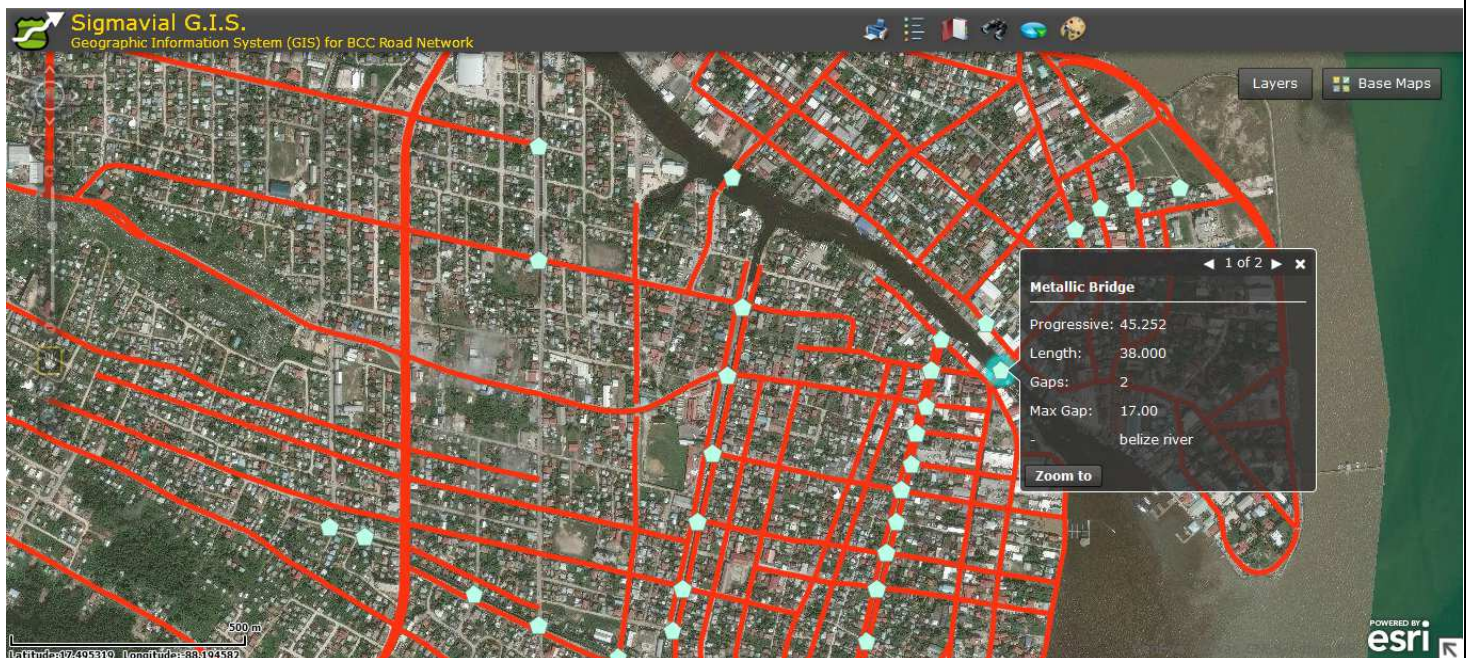 Sigmavial G.I.S.
Geographic Information System (GIS) for BCC Road Network
Layers
Base Maps
1 of 2
Metallic Bridge
Progressive: 45.252
Length: 38.000
Gaps: 2
Max Gap: 17.00
- belize river
Zoom to
500 m
Latitude:17.495319 Longitude:-88.194582
POWERED BY
esri